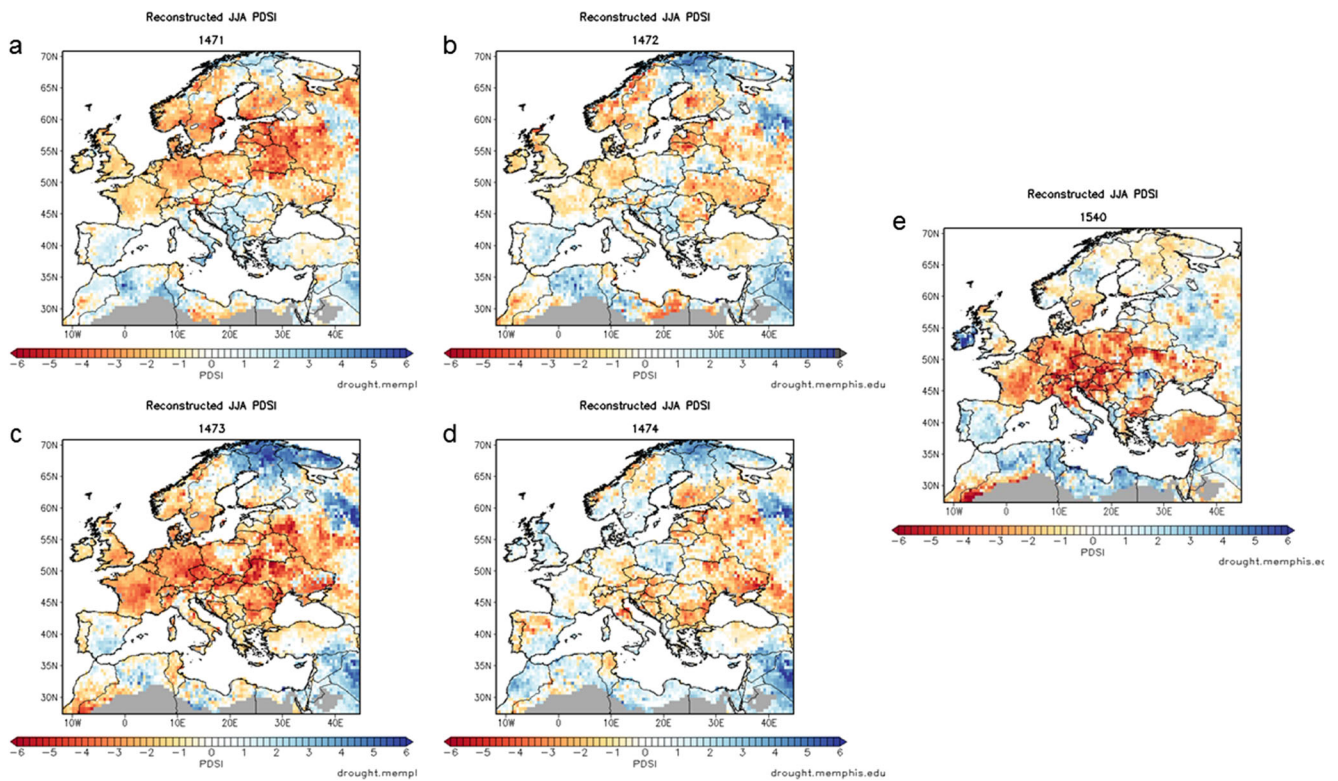 a
Reconstructed JJA PDSI
1471
70N
65N
60N
55N
50N
45N
40N
35N
30N
10W 0 10E 20E 30E 40E
-6 -5 -4 -3 -2 -1 0 1 2 3 4 5 6
PDSI
drought.mempl
b
Reconstructed JJA PDSI
1472
70N
65N
60N
55N
50N
45N
40N
35N
30N
10W 0 10E 20E 30E 40E
-6 -5 -4 -3 -2 -1 0 1 2 3 4 5 6
PDSI
drought.memphis.edu
c
Reconstructed JJA PDSI
1473
70N
65N
60N
55N
50N
45N
40N
35N
30N
10W 0 10E 20E 30E 40E
-6 -5 -4 -3 -2 -1 0 1 2 3 4 5 6
PDSI
drought.mempl
d
Reconstructed JJA PDSI
1474
70N
65N
60N
55N
50N
45N
40N
35N
30N
10W 0 10E 20E 30E 40E
-6 -5 -4 -3 -2 -1 0 1 2 3 4 5 6
PDSI
drought.memphis.edu
e
Reconstructed JJA PDSI
1540
70N
65N
60N
55N
50N
45N
40N
35N
30N
10W 0 10E 20E 30E 40E
-6 -5 -4 -3 -2 -1 0 1 2 3 4 5 6
PDSI
drought.memphis.ec